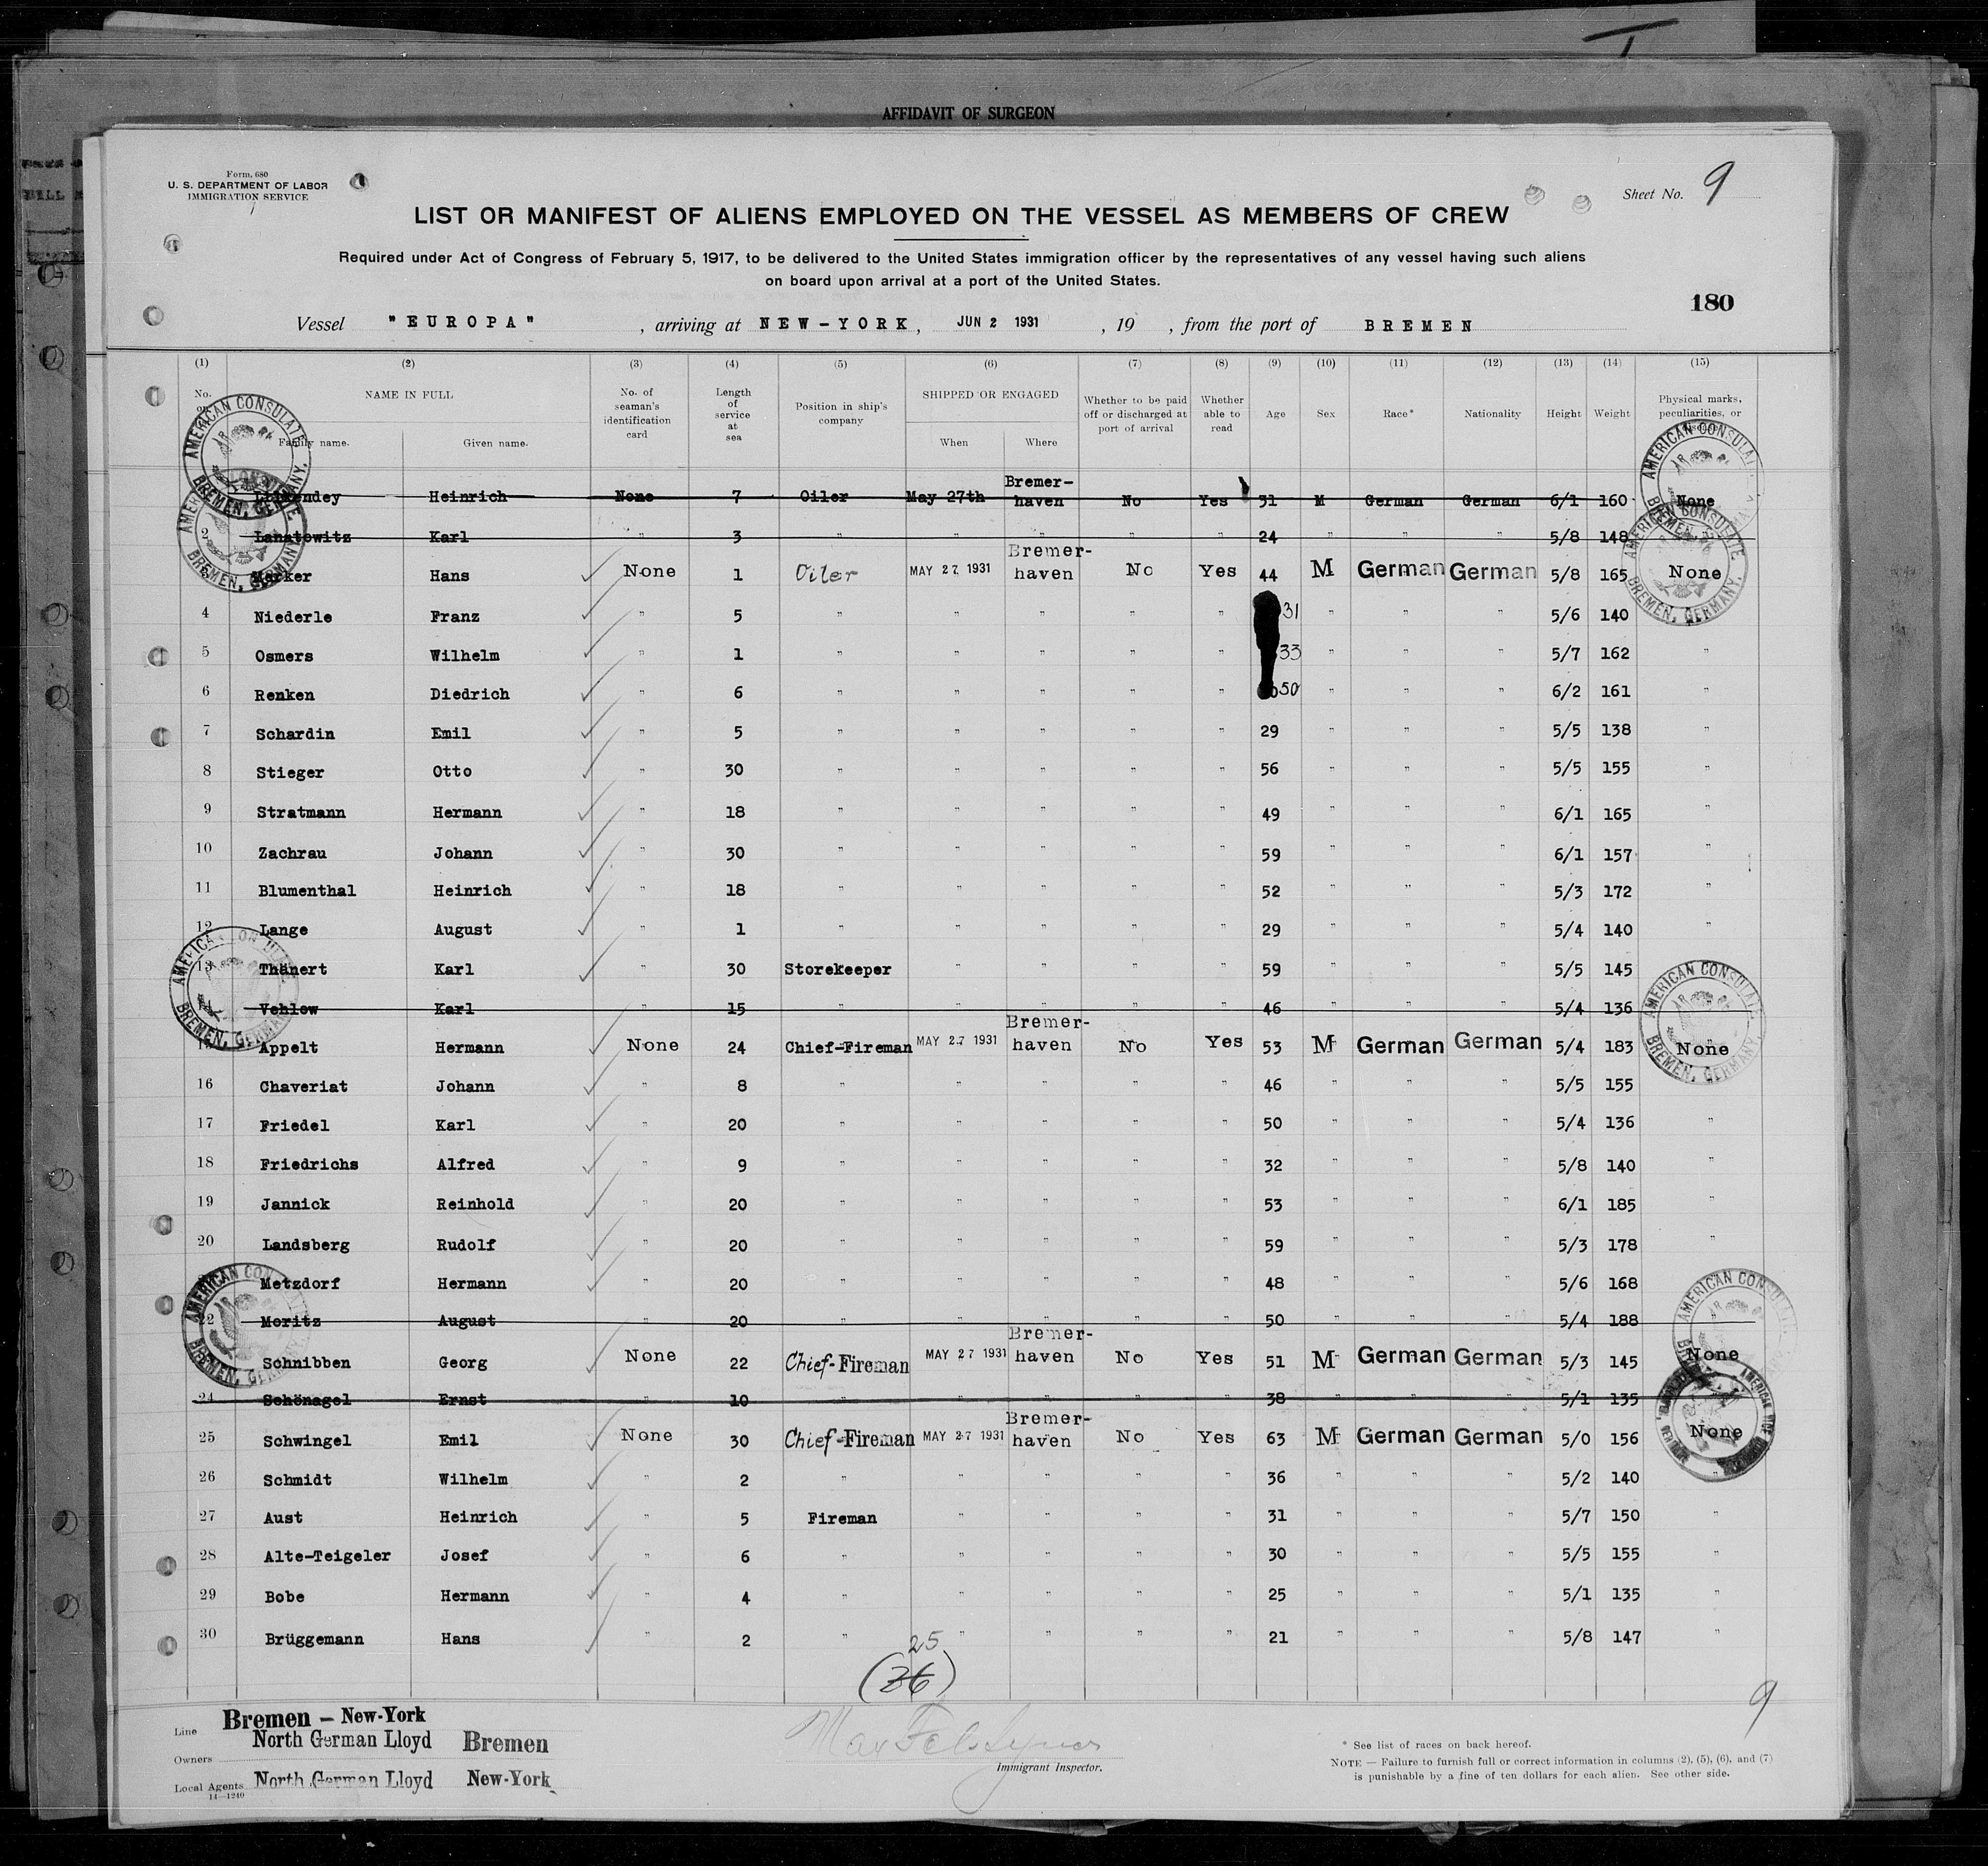 AFFIDAVIT OF SURGEON
Form. 680
U. S. DEPARTMENT OF LABOR
IMMIGRATION SERVICE
Sheet No. 9
LIST OR MANIFEST OF ALIENS EMPLOYED ON THE VESSEL AS MEMBERS OF CREW
Required under Act of Congress of February 5, 1917, to be delivered to the United States immigration officer by the representatives of any vessel having such aliens
on board upon arrival at a port of the United States.
180
Vessel "EUROPA" , arriving at NEW-YORK, JUN 2 1931 , 19 , from the port of BREMEN
(1) (2) (3) (4) (5) (6) (7) (8) (9) (10) (11) (12) (13) (14) (15)
No. NAME IN FULL Family name. Given name. No. of seaman's identification card Length of service at sea Position in ship's company SHIPPED OR ENGAGED When Where Whether to be paid off or discharged at port of arrival Whether able to read Age Sex Race* Nationality Height Weight Physical marks, peculiarities, or
Heinrich None 7 Oiler May 27th Bremer-haven No Yes 31 M German German 6/1 160 None
2 Lanatowitz Karl " 3 " " " " " 24 " " " 5/8 148
Marker Hans None 1 Oiler MAY 27 1931 Bremer-haven No Yes 44 M German German 5/8 165 None
4 Niederle Franz " 5 " " " " " 31 " " " 5/6 140 "
5 Osmers Wilhelm " 1 " " " " " 33 " " " 5/7 162 "
6 Renken Diedrich " 6 " " " " " 50 " " " 6/2 161 "
7 Schardin Emil " 5 " " " " " 29 " " " 5/5 138 "
8 Stieger Otto " 30 " " " " " 56 " " " 5/5 155 "
9 Stratmann Hermann " 18 " " " " " 49 " " " 6/1 165 "
10 Zachrau Johann " 30 " " " " " 59 " " " 6/1 157 "
11 Blumenthal Heinrich " 18 " " " " " 52 " " " 5/3 172 "
12 Lange August " 1 " " " " " 29 " " " 5/4 140 "
13 Thänert Karl " 30 Storekeeper " " " " 59 " " " 5/5 145
Vehlow Karl " 15 " " " " " 46 " " " 5/4 136
15 Appelt Hermann None 24 Chief-Fireman MAY 27 1931 Bremer-haven No Yes 53 M German German 5/4 183 None
16 Chaveriat Johann " 8 " " " " " 46 " " " 5/5 155
17 Friedel Karl " 20 " " " " " 50 " " " 5/4 136 "
18 Friedrichs Alfred " 9 " " " " " 32 " " " 5/8 140 "
19 Jannick Reinhold " 20 " " " " " 53 " " " 6/1 185 "
20 Landsberg Rudolf " 20 " " " " " 59 " " " 5/3 178 "
Metzdorf Hermann " 20 " " " " " 48 " " " 5/6 168 "
22 Moritz August 20 " " " " " 50 " " " 5/4 188
Schnibben Georg None 22 Chief-Fireman MAY 27 1931 Bremer-haven No Yes 51 M German German 5/3 145 None
24 Schönagel Ernst " 10 " " " " " 38 " " " 5/1 135
25 Schwingel Emil None 30 Chief-Fireman MAY 27 1931 Bremer-haven No Yes 63 M German German 5/0 156 None
26 Schmidt Wilhelm " 2 " " " " " 36 " " " 5/2 140 "
27 Aust Heinrich " 5 Fireman " " " " 31 " " " 5/7 150 "
28 Alte-Teigeler Josef " 6 " " " " " 30 " " " 5/5 155 "
29 Bobe Hermann " 4 " " " " " 25 " " " 5/1 135 "
30 Brüggemann Hans " 2 " " " " " 21 " " " 5/8 147 "
25
(26)
9
AMERICAN CONSULATE BREMEN, GERMANY.
AMERICAN CONSULATE BREMEN, GERMANY.
AMERICAN CONSULATE BREMEN, GERMANY.
AMERICAN CONSULATE BREMEN, GERMANY.
Line Bremen – New-York
Owners North German Lloyd Bremen
Local Agents North German Lloyd New-York
14—1240
Immigrant Inspector.
* See list of races on back hereof.
NOTE — Failure to furnish full or correct information in columns (2), (5), (6), and (7)
is punishable by a fine of ten dollars for each alien. See other side.